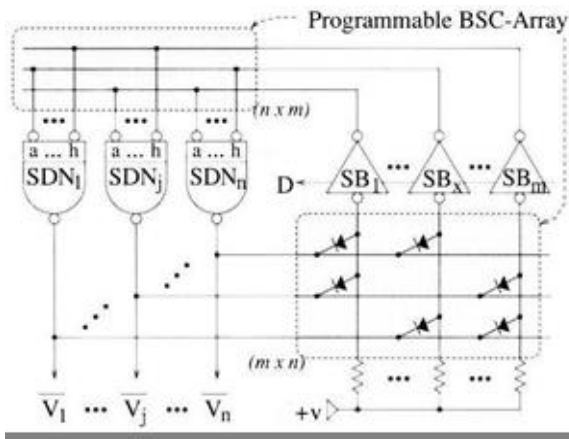 Programmable BSC-Array
(n x m)
a ... h a ... h a ... h
SDN1 SDNj SDNn
D SB1 SBx SBm
(m x n)
V1 Vj Vn
+v